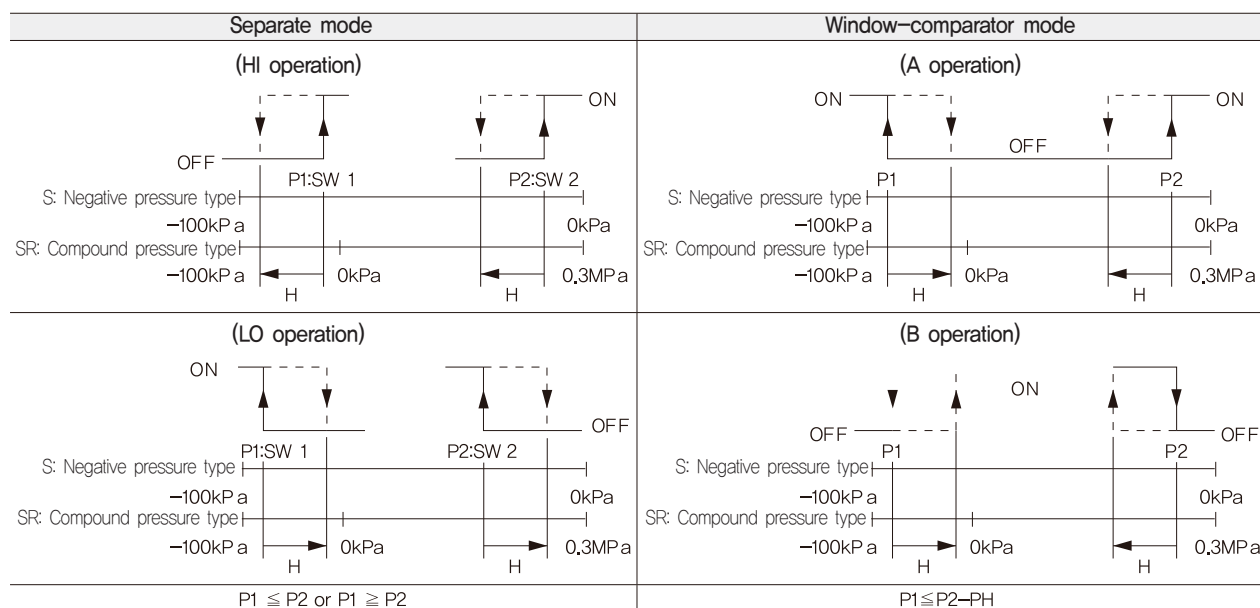 Separate mode
Window-comparator mode
(HI operation)
ON
OFF
P1:SW 1
P2:SW 2
S: Negative pressure type
-100kPa
0kPa
SR: Compound pressure type
-100kPa
0kPa
0.3MPa
H
H
(A operation)
ON
ON
OFF
P1
P2
S: Negative pressure type
-100kPa
0kPa
SR: Compound pressure type
-100kPa
0kPa
0.3MPa
H
H
(LO operation)
ON
OFF
P1:SW 1
P2:SW 2
S: Negative pressure type
-100kPa
0kPa
SR: Compound pressure type
-100kPa
0kPa
0.3MPa
H
H
(B operation)
ON
OFF
OFF
P1
P2
S: Negative pressure type
-100kPa
0kPa
SR: Compound pressure type
-100kPa
0kPa
0.3MPa
H
H
P1 ≦ P2 or P1 ≧ P2
P1≦P2-PH